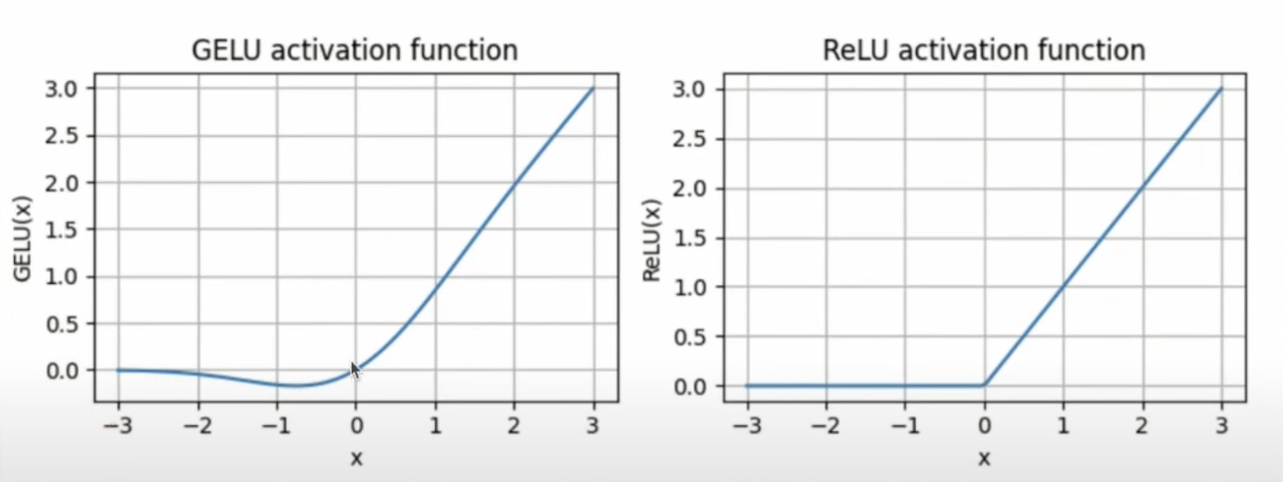 GELU activation function
3.0
2.5
2.0
1.5
1.0
0.5
0.0
GELU(x)
−3 −2 −1 0 1 2 3
x
ReLU activation function
3.0
2.5
2.0
1.5
1.0
0.5
0.0
ReLU(x)
−3 −2 −1 0 1 2 3
x